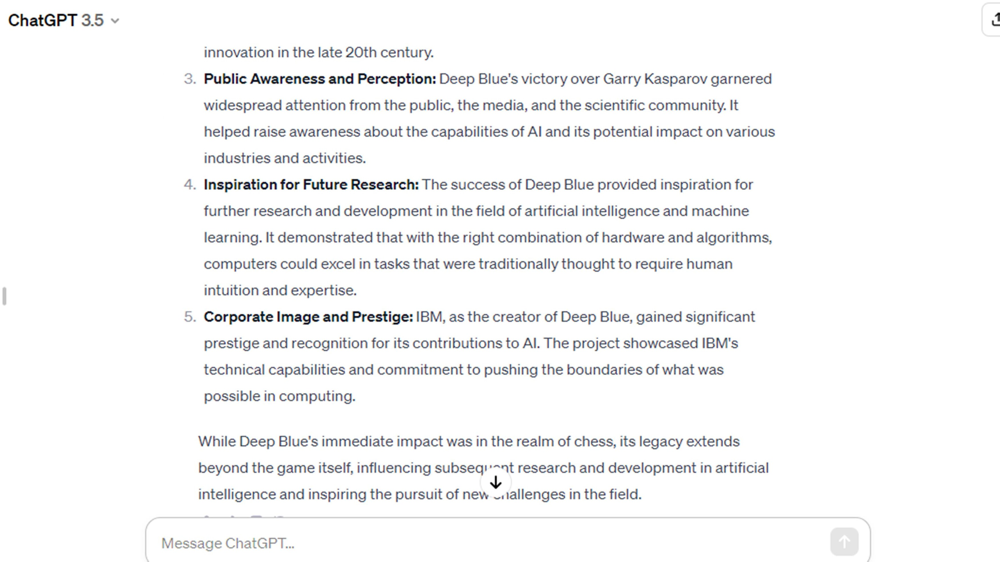 ChatGPT 3.5
innovation in the late 20th century.
3. Public Awareness and Perception: Deep Blue's victory over Garry Kasparov garnered
widespread attention from the public, the media, and the scientific community. It
helped raise awareness about the capabilities of AI and its potential impact on various
industries and activities.
4. Inspiration for Future Research: The success of Deep Blue provided inspiration for
further research and development in the field of artificial intelligence and machine
learning. It demonstrated that with the right combination of hardware and algorithms,
computers could excel in tasks that were traditionally thought to require human
intuition and expertise.
5. Corporate Image and Prestige: IBM, as the creator of Deep Blue, gained significant
prestige and recognition for its contributions to AI. The project showcased IBM's
technical capabilities and commitment to pushing the boundaries of what was
possible in computing.
While Deep Blue's immediate impact was in the realm of chess, its legacy extends
beyond the game itself, influencing subsequent research and development in artificial
intelligence and inspiring the pursuit of new challenges in the field.
Message ChatGPT...